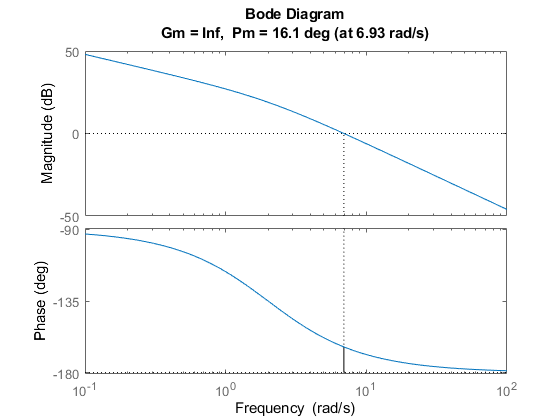 Bode Diagram
Gm = Inf,  Pm = 16.1 deg (at 6.93 rad/s)
50
0
-50
Magnitude (dB)
-90
-135
-180
Phase (deg)
10^-1 10^0 10^1 10^2
Frequency  (rad/s)